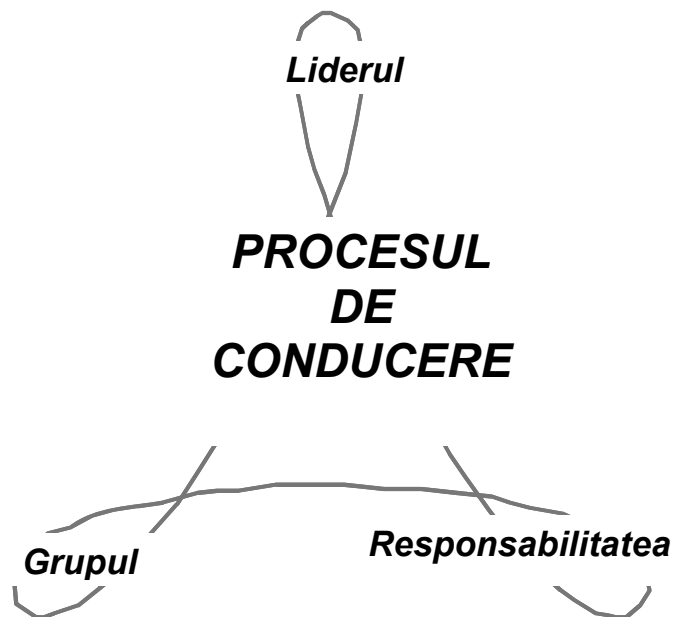 Liderul
PROCESUL
DE
CONDUCERE
Grupul
Responsabilitatea